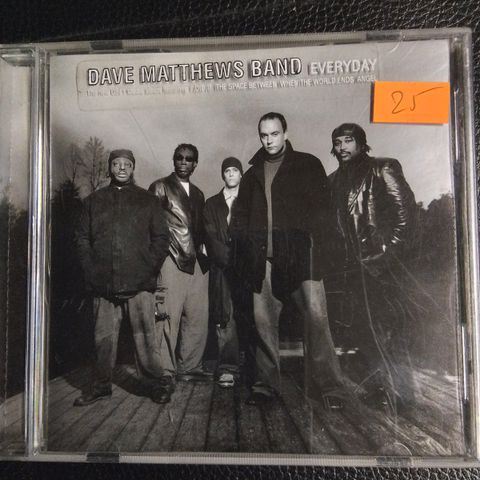 DAVE MATTHEWS BAND EVERYDAY
I DID IT THE SPACE BETWEEN WHEN THE WORLD ENDS ANGEL
25